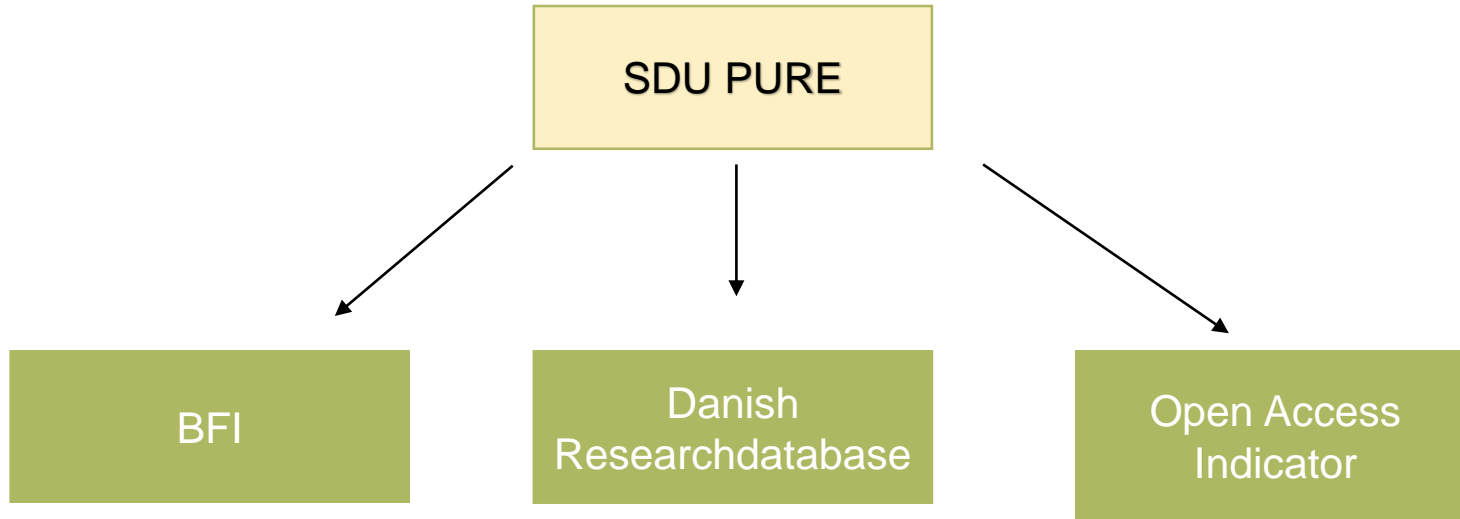 SDU PURE
BFI
Danish
Researchdatabase
Open Access
Indicator